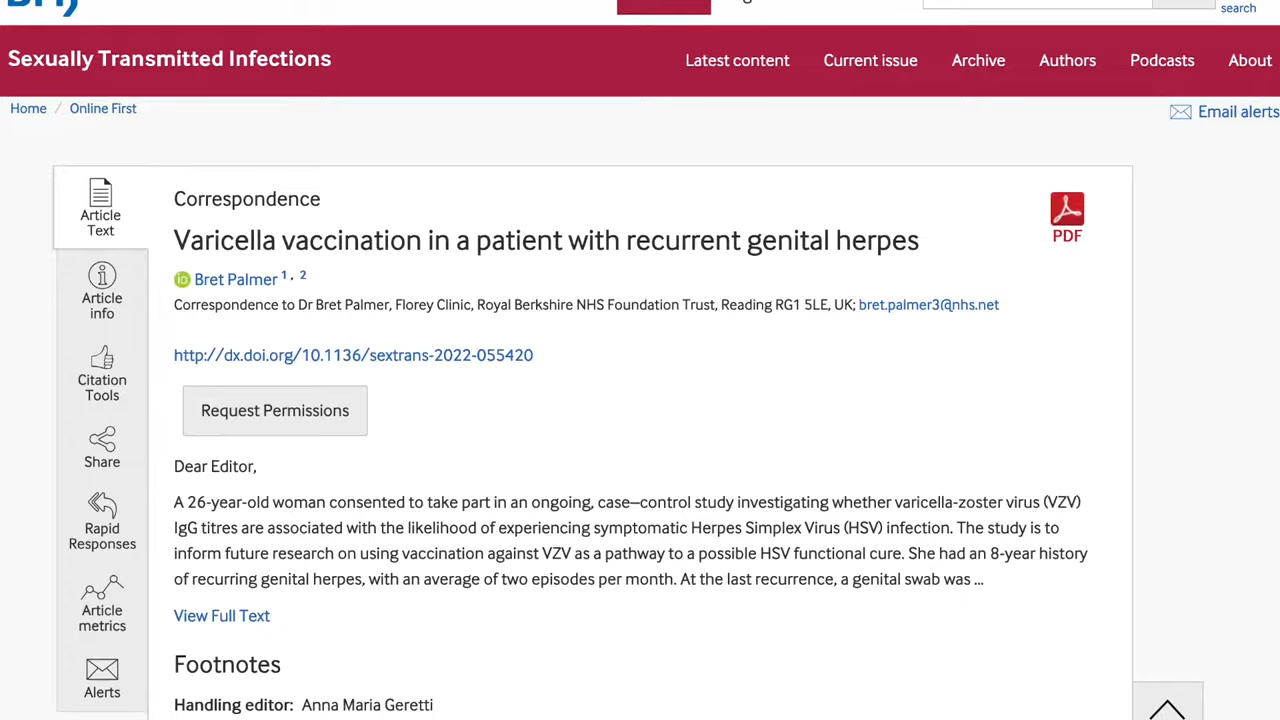 search
Sexually Transmitted Infections
Latest content
Current issue
Archive
Authors
Podcasts
About
Home / Online First
Email alerts
Article
Text
Article
info
Citation
Tools
Share
Rapid
Responses
Article
metrics
Alerts
Correspondence
PDF
Varicella vaccination in a patient with recurrent genital herpes
iD Bret Palmer 1, 2
Correspondence to Dr Bret Palmer, Florey Clinic, Royal Berkshire NHS Foundation Trust, Reading RG1 5LE, UK; bret.palmer3@nhs.net
http://dx.doi.org/10.1136/sextrans-2022-055420
Request Permissions
Dear Editor,
A 26-year-old woman consented to take part in an ongoing, case–control study investigating whether varicella-zoster virus (VZV)
IgG titres are associated with the likelihood of experiencing symptomatic Herpes Simplex Virus (HSV) infection. The study is to
inform future research on using vaccination against VZV as a pathway to a possible HSV functional cure. She had an 8-year history
of recurring genital herpes, with an average of two episodes per month. At the last recurrence, a genital swab was ...
View Full Text
Footnotes
Handling editor: Anna Maria Geretti